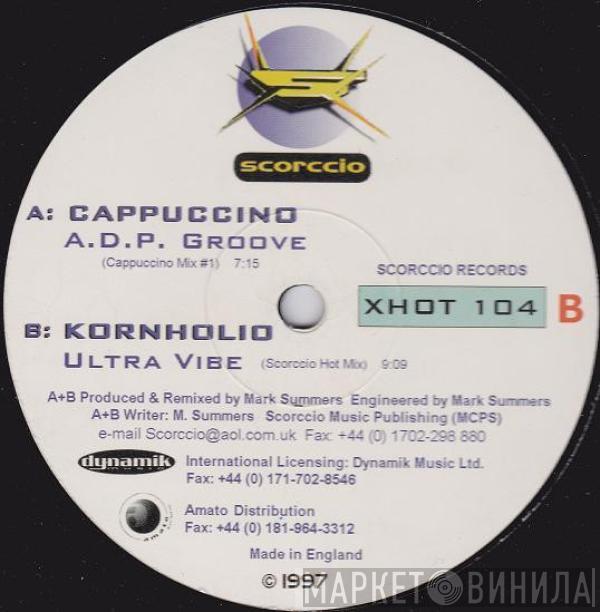 scorccio
A: CAPPUCCINO
A.D.P. GROOVE
(Cappuccino Mix #1) 7:15
SCORCCIO RECORDS
XHOT 104 B
B: KORNHOLIO
ULTRA VIBE (Scorccio Hot Mix) 9:09
A+B Produced & Remixed by Mark Summers Engineered by Mark Summers
A+B Writer: M. Summers Scorccio Music Publishing (MCPS)
e-mail Scorccio@aol.com.uk Fax: +44 (0) 1702-298 880
dynamik
International Licensing: Dynamik Music Ltd.
Fax: +44 (0) 171-702-8546
amato
Amato Distribution
Fax: +44 (0) 181-964-3312
Made in England
© 1997
МАРКЕТ ВИНИЛА